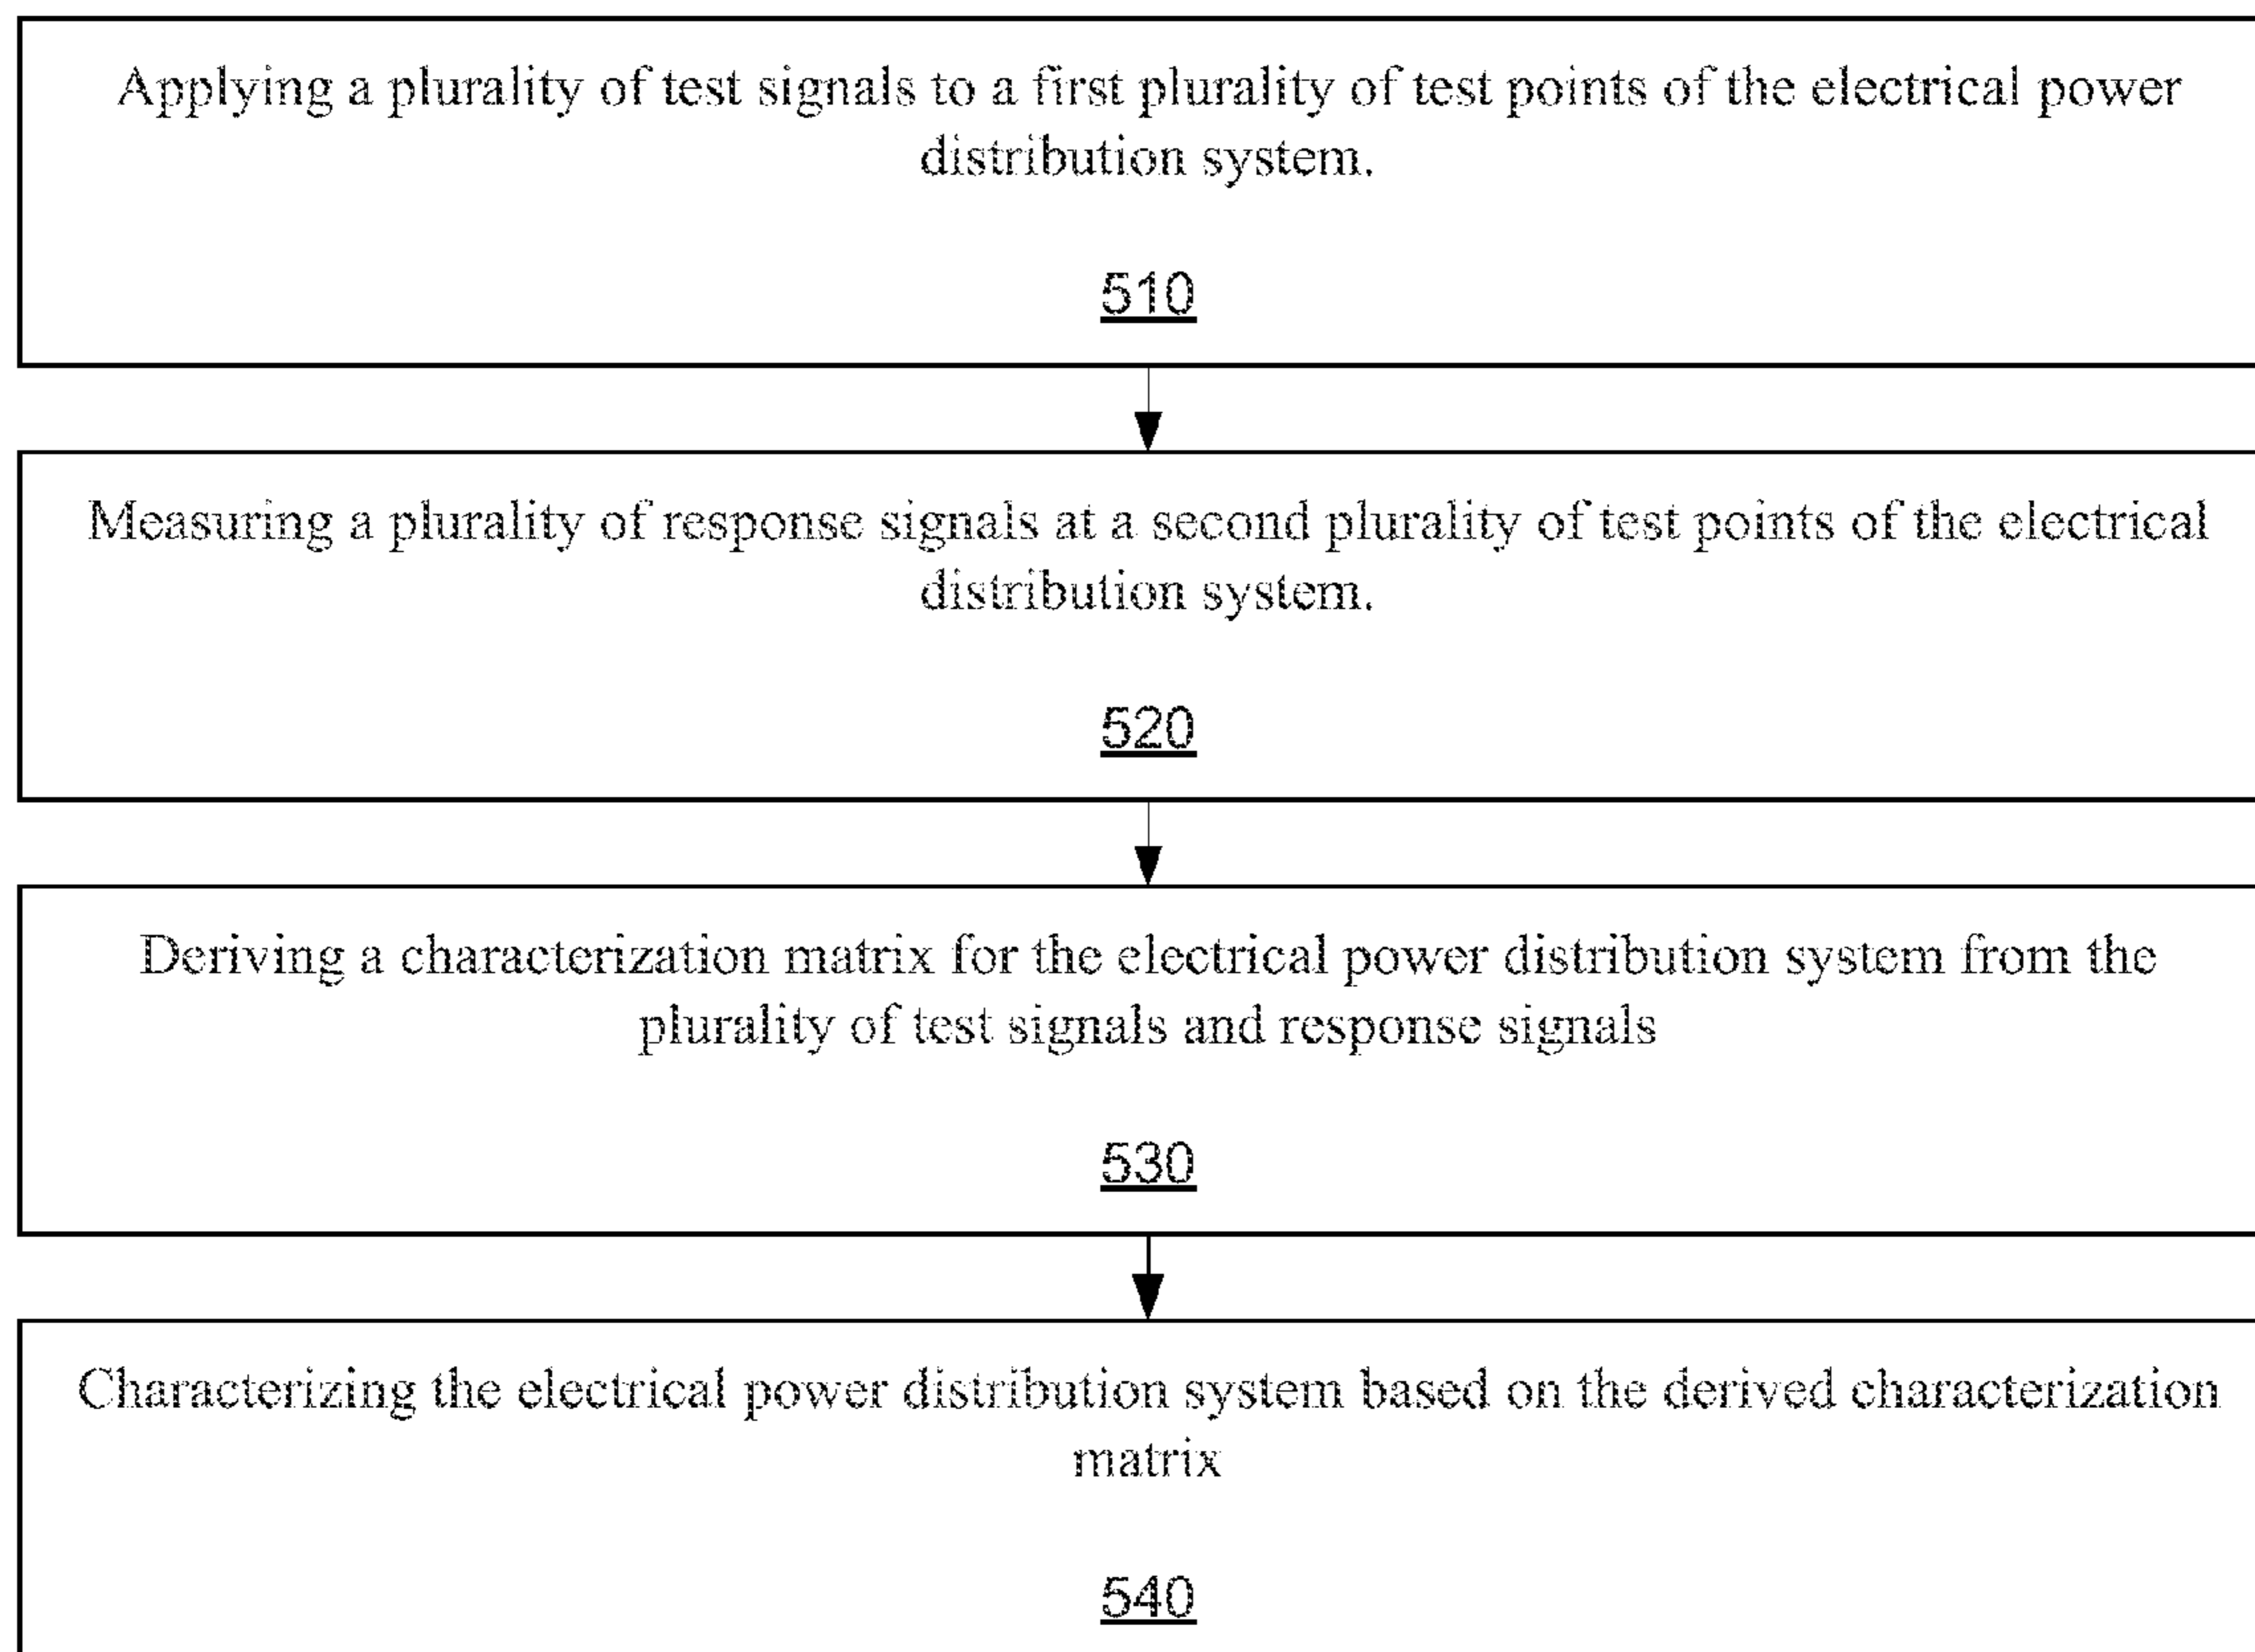 Applying a plurality of test signals to a first plurality of test points of the electrical power
distribution system.
510
Measuring a plurality of response signals at a second plurality of test points of the electrical
distribution system.
520
Deriving a characterization matrix for the electrical power distribution system from the
plurality of test signals and response signals
530
Characterizing the electrical power distribution system based on the derived characterization
matrix
540